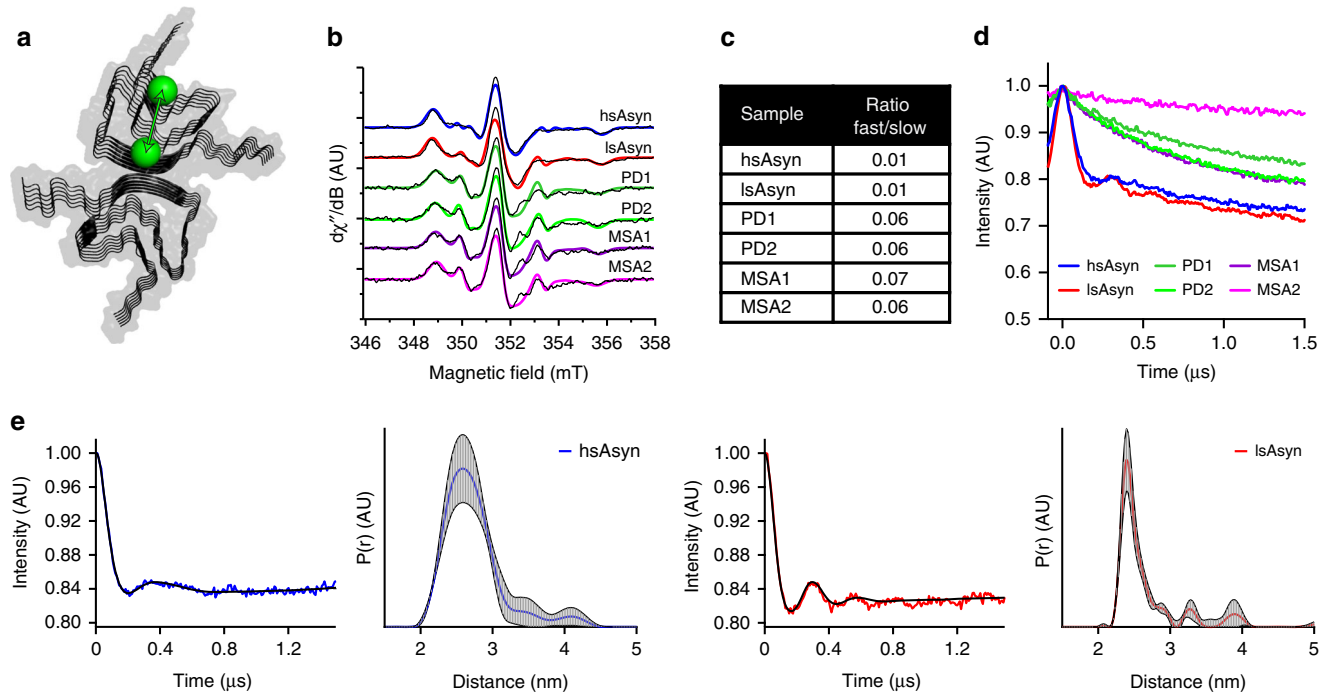 a
b
dχ″/dB (AU)
hsAsyn
lsAsyn
PD1
PD2
MSA1
MSA2
346 348 350 352 354 356 358
Magnetic field (mT)
c
Sample Ratio fast/slow
hsAsyn 0.01
lsAsyn 0.01
PD1 0.06
PD2 0.06
MSA1 0.07
MSA2 0.06
d
Intensity (AU)
1.0
0.9
0.8
0.7
0.6
0.5
hsAsyn PD1 MSA1
lsAsyn PD2 MSA2
0.0 0.5 1.0 1.5
Time (μs)
e
Intensity (AU)
1.00
0.96
0.92
0.88
0.84
0.80
0 0.4 0.8 1.2
Time (μs)
P(r) (AU)
hsAsyn
2 3 4 5
Distance (nm)
Intensity (AU)
1.00
0.96
0.92
0.88
0.84
0.80
0 0.4 0.8 1.2
Time (μs)
P(r) (AU)
lsAsyn
2 3 4 5
Distance (nm)